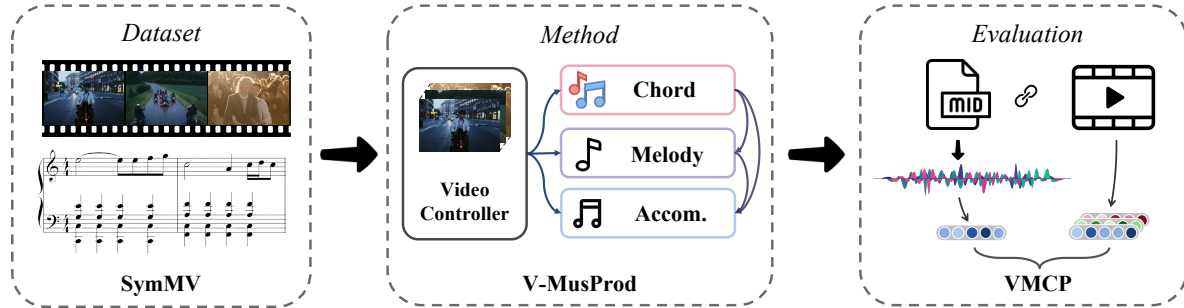 Dataset
SymMV
Method
Video
Controller
Chord
Melody
Accom.
V-MusProd
Evaluation
MID
VMCP